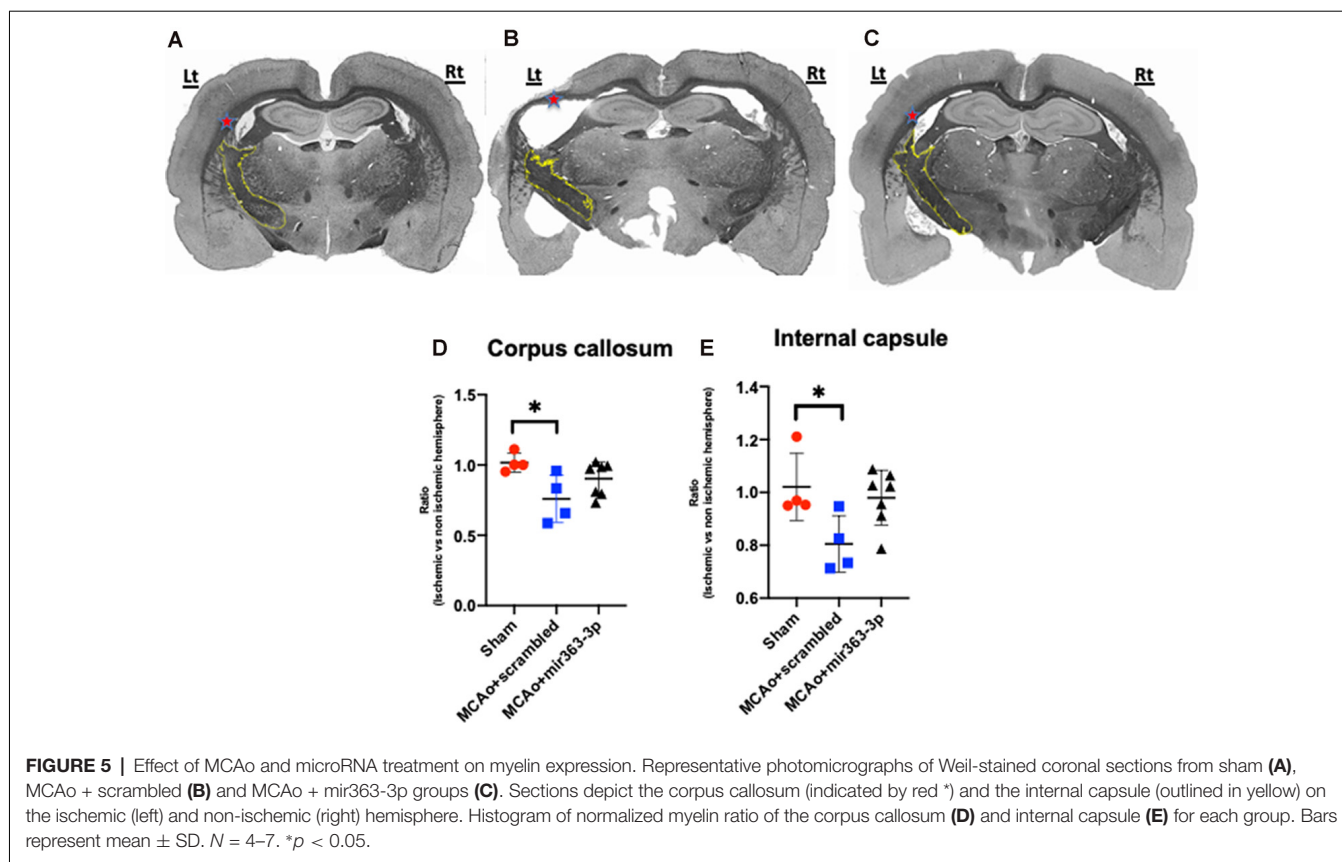 A
B
C
Lt
Rt
Lt
Rt
Lt
Rt
D
Corpus callosum
E
Internal capsule
Ratio
(Ischemic vs non ischemic hemisphere)
1.5
1.0
0.5
0.0
*
Sham
MCAo+scrambled
MCAo+mir363-3p
Ratio
(Ischemic vs non ischemic hemisphere)
1.4
1.2
1.0
0.8
0.6
*
Sham
MCAo+scrambled
MCAo+mir363-3p
FIGURE 5 | Effect of MCAo and microRNA treatment on myelin expression. Representative photomicrographs of Weil-stained coronal sections from sham (A),
MCAo + scrambled (B) and MCAo + mir363-3p groups (C). Sections depict the corpus callosum (indicated by red *) and the internal capsule (outlined in yellow) on
the ischemic (left) and non-ischemic (right) hemisphere. Histogram of normalized myelin ratio of the corpus callosum (D) and internal capsule (E) for each group. Bars
represent mean ± SD. N = 4–7. *p < 0.05.